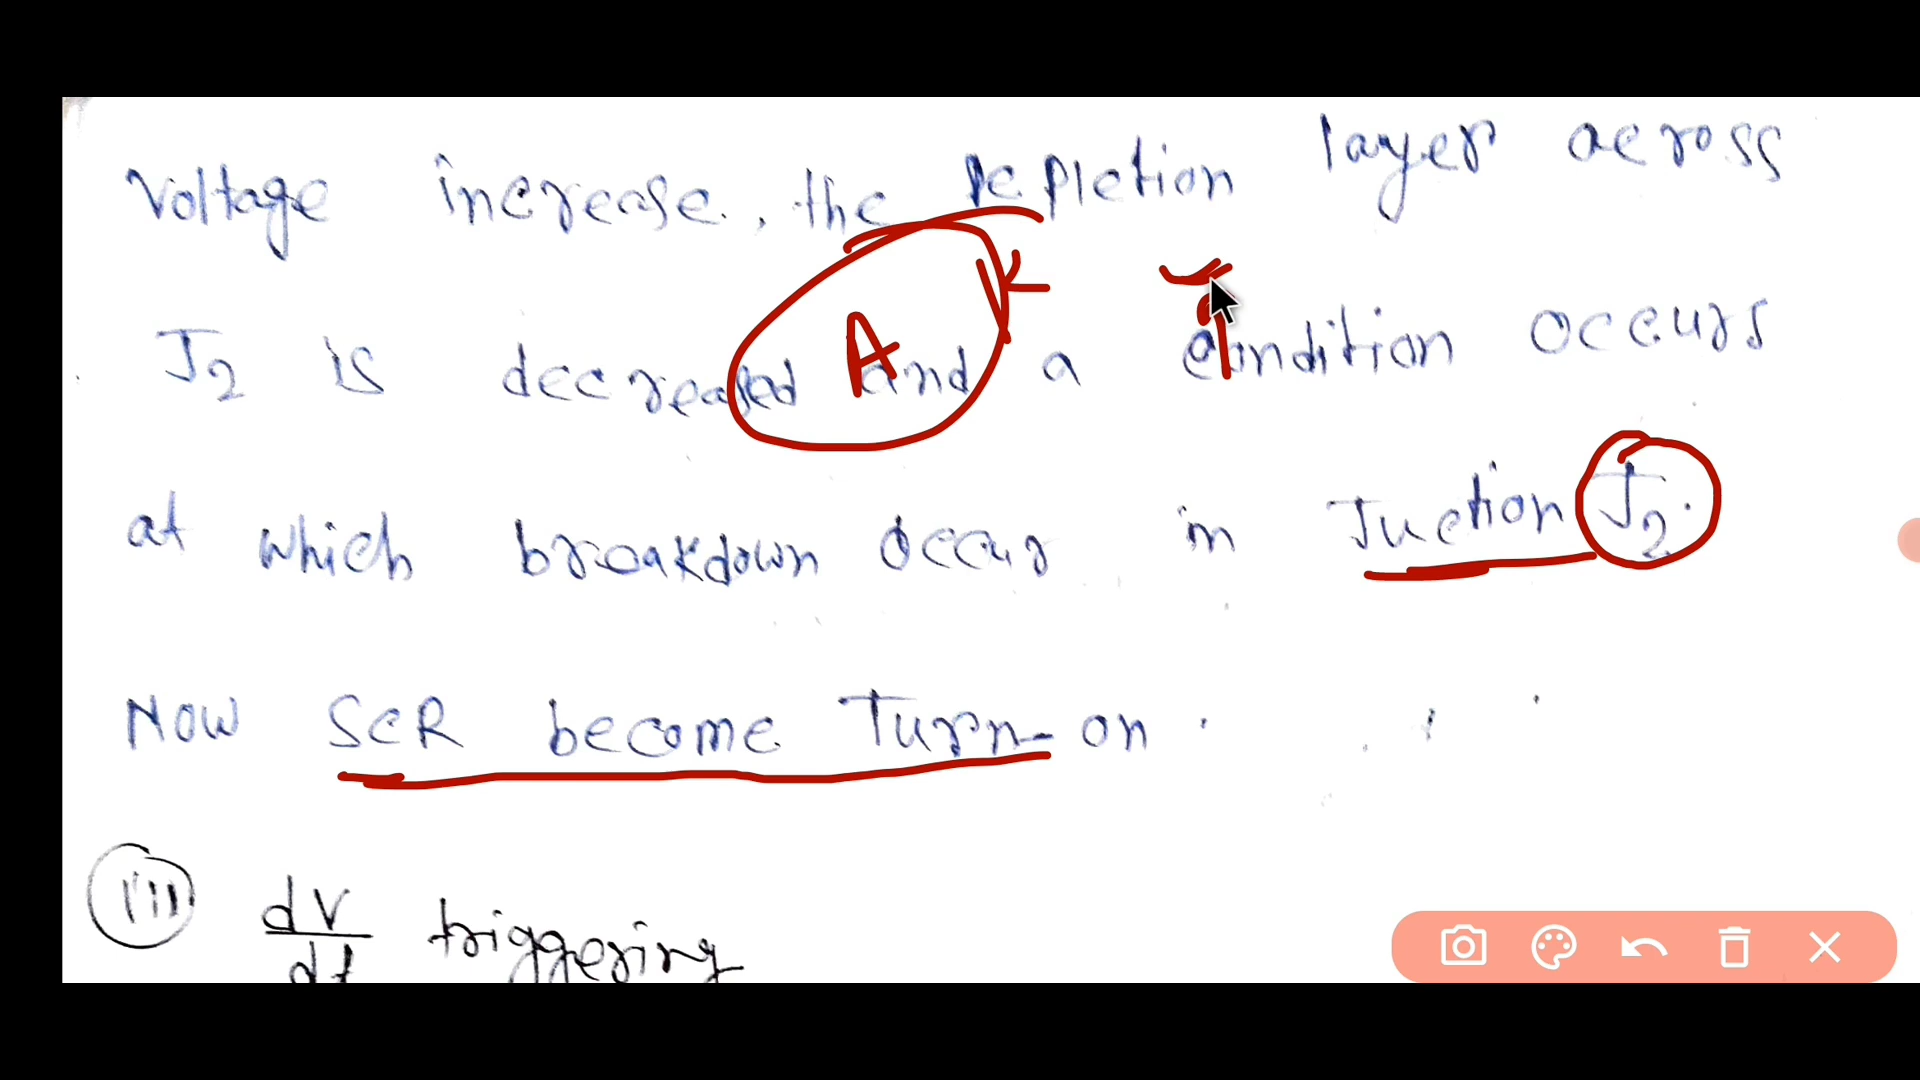 Voltage increase, the Depletion layer across
J2 is decreased and a condition occurs
A
at which breakdown occur in Juction J2.
Now SCR become Turn-on.
(iii) dV/dt triggering